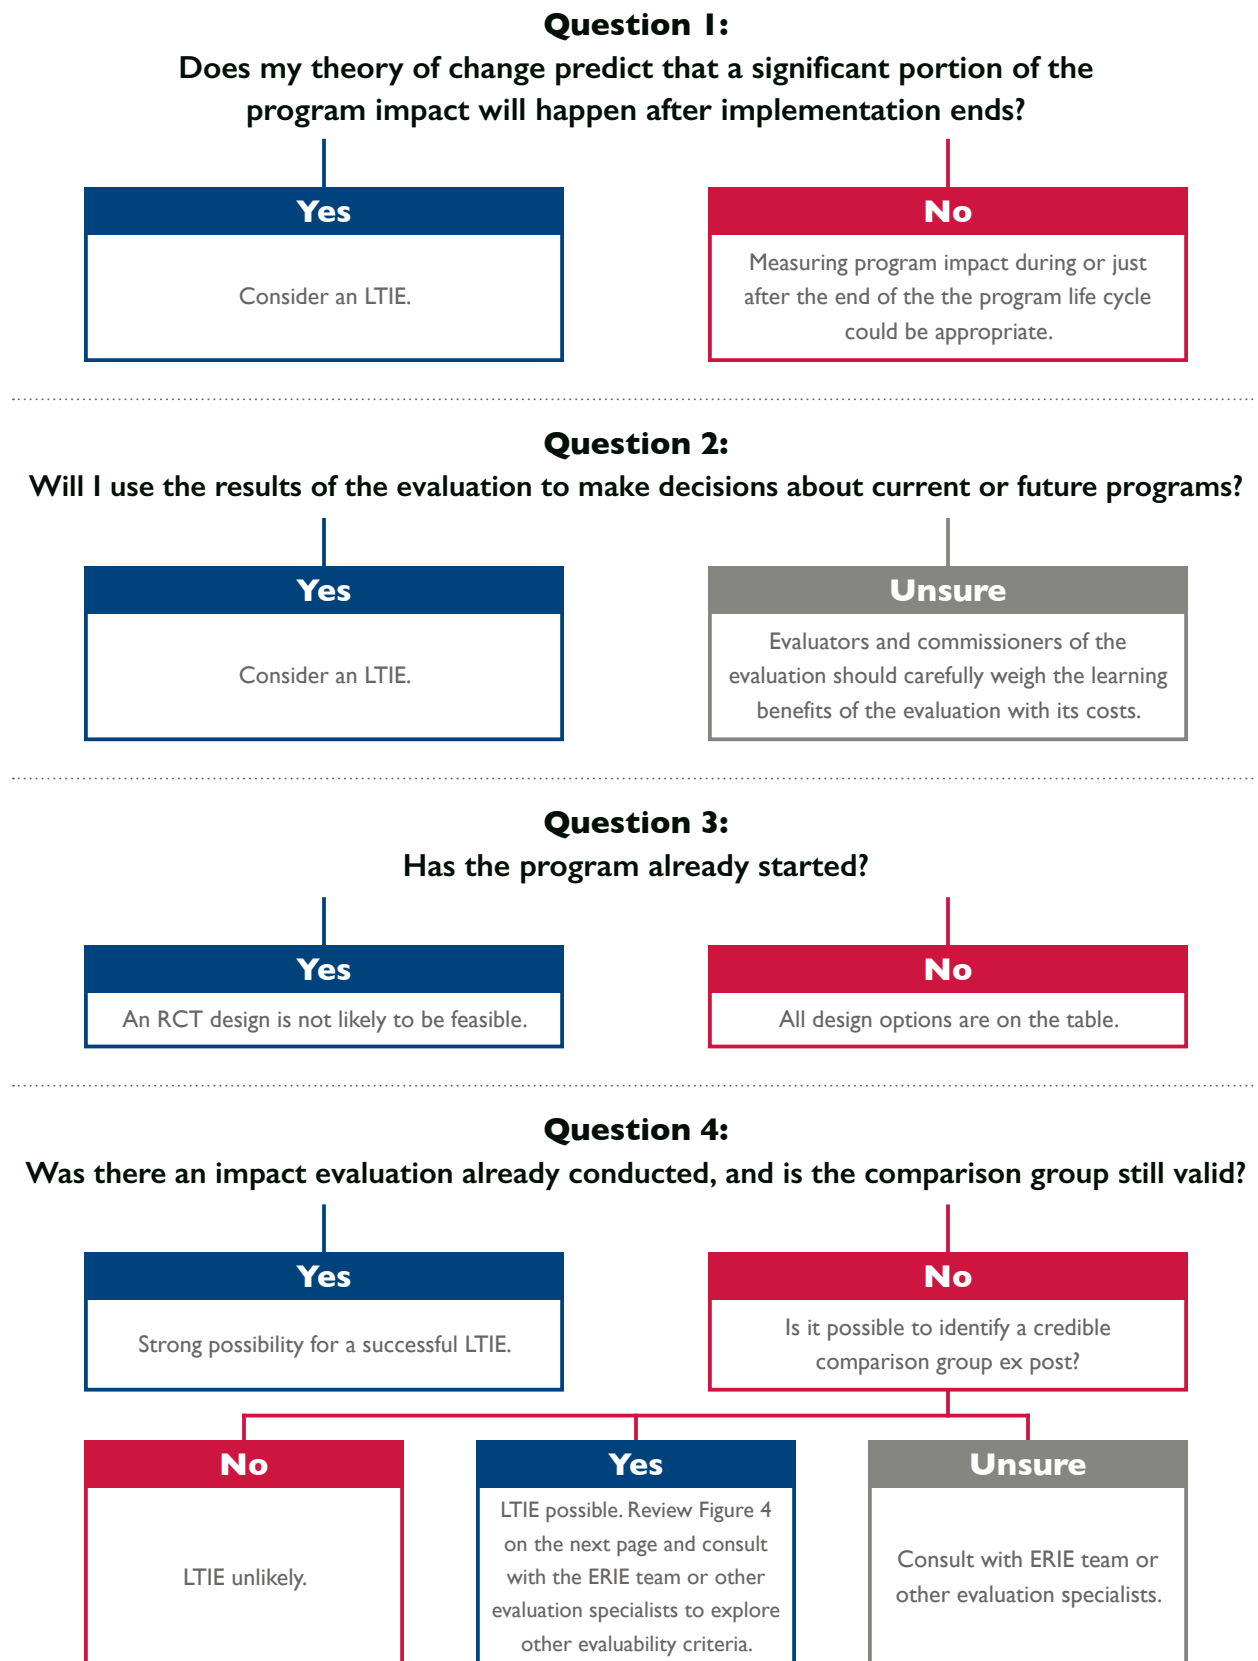 Question 1:
Does my theory of change predict that a significant portion of the
program impact will happen after implementation ends?
Yes
Consider an LTIE.
No
Measuring program impact during or just
after the end of the the program life cycle
could be appropriate.
Question 2:
Will I use the results of the evaluation to make decisions about current or future programs?
Yes
Consider an LTIE.
Unsure
Evaluators and commissioners of the
evaluation should carefully weigh the learning
benefits of the evaluation with its costs.
Question 3:
Has the program already started?
Yes
An RCT design is not likely to be feasible.
No
All design options are on the table.
Question 4:
Was there an impact evaluation already conducted, and is the comparison group still valid?
Yes
Strong possibility for a successful LTIE.
No
Is it possible to identify a credible
comparison group ex post?
No
LTIE unlikely.
Yes
LTIE possible. Review Figure 4
on the next page and consult
with the ERIE team or other
evaluation specialists to explore
other evaluability criteria.
Unsure
Consult with ERIE team or
other evaluation specialists.